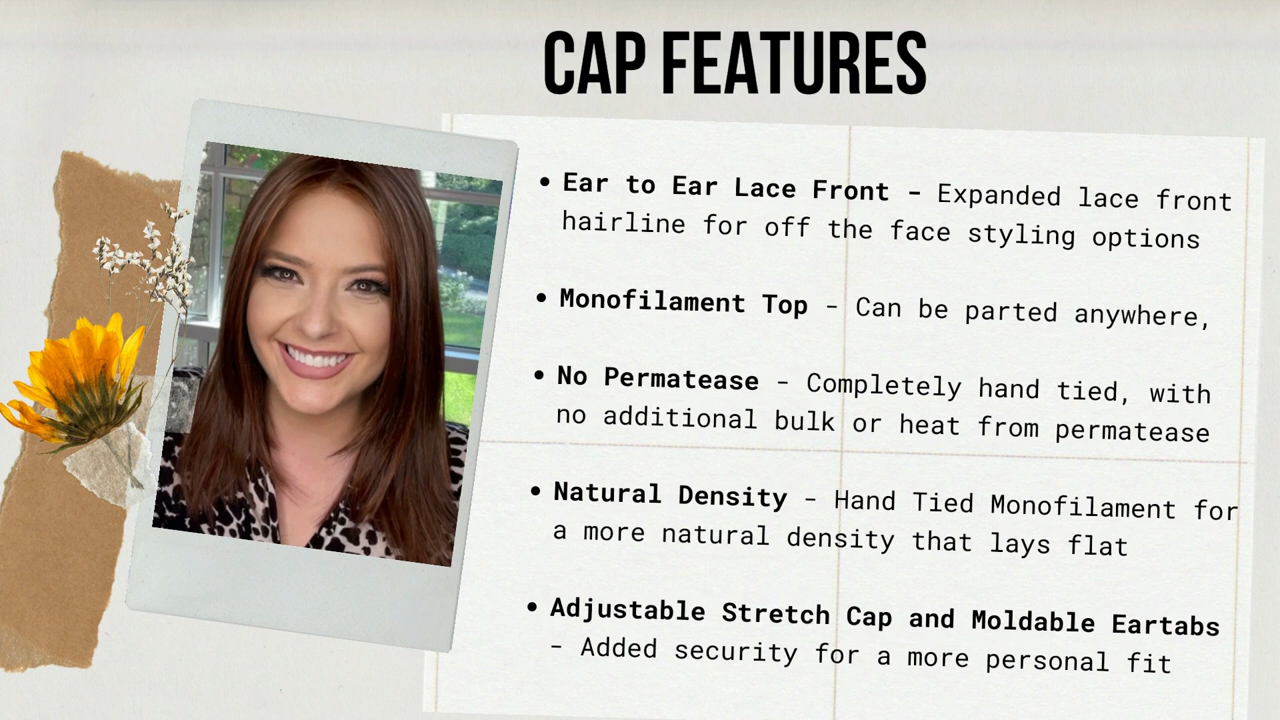 CAP FEATURES
• Ear to Ear Lace Front - Expanded lace front
hairline for off the face styling options
• Monofilament Top - Can be parted anywhere,
• No Permatease - Completely hand tied, with
no additional bulk or heat from permatease
• Natural Density - Hand Tied Monofilament for
a more natural density that lays flat
• Adjustable Stretch Cap and Moldable Eartabs
- Added security for a more personal fit